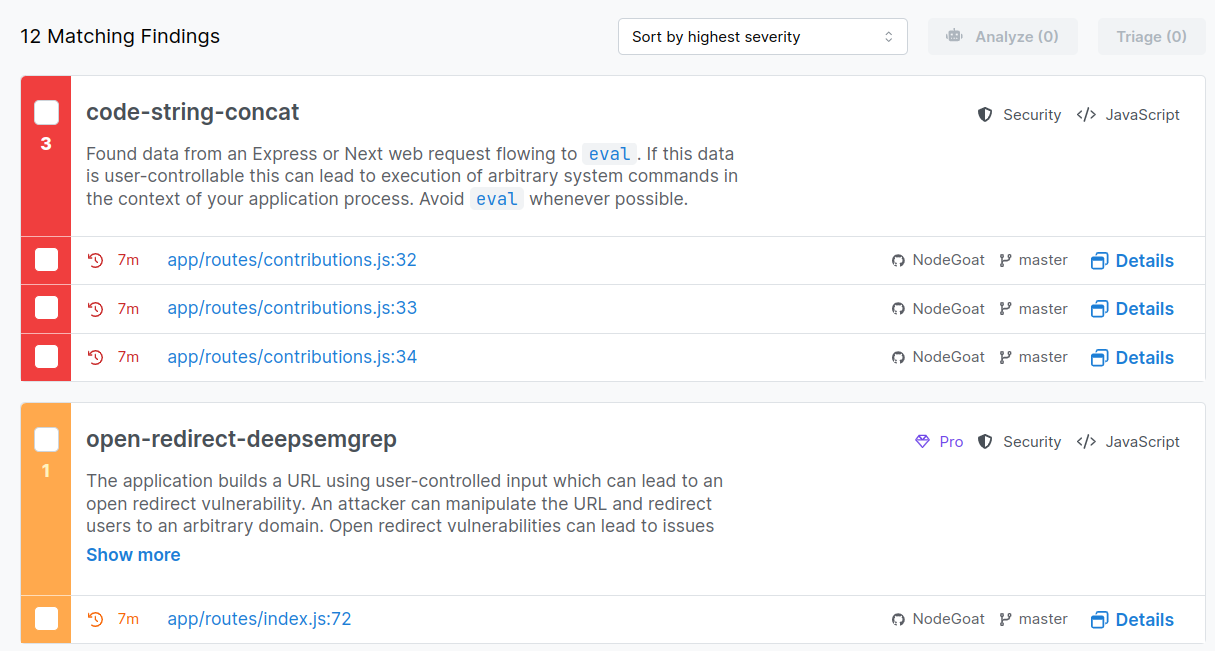 12 Matching Findings
Sort by highest severity
Analyze (0)
Triage (0)
code-string-concat
Security
JavaScript
3
Found data from an Express or Next web request flowing to eval. If this data
is user-controllable this can lead to execution of arbitrary system commands in
the context of your application process. Avoid eval whenever possible.
7m app/routes/contributions.js:32 NodeGoat master Details
7m app/routes/contributions.js:33 NodeGoat master Details
7m app/routes/contributions.js:34 NodeGoat master Details
open-redirect-deepsemgrep
Pro
Security
JavaScript
1
The application builds a URL using user-controlled input which can lead to an
open redirect vulnerability. An attacker can manipulate the URL and redirect
users to an arbitrary domain. Open redirect vulnerabilities can lead to issues
Show more
7m app/routes/index.js:72 NodeGoat master Details